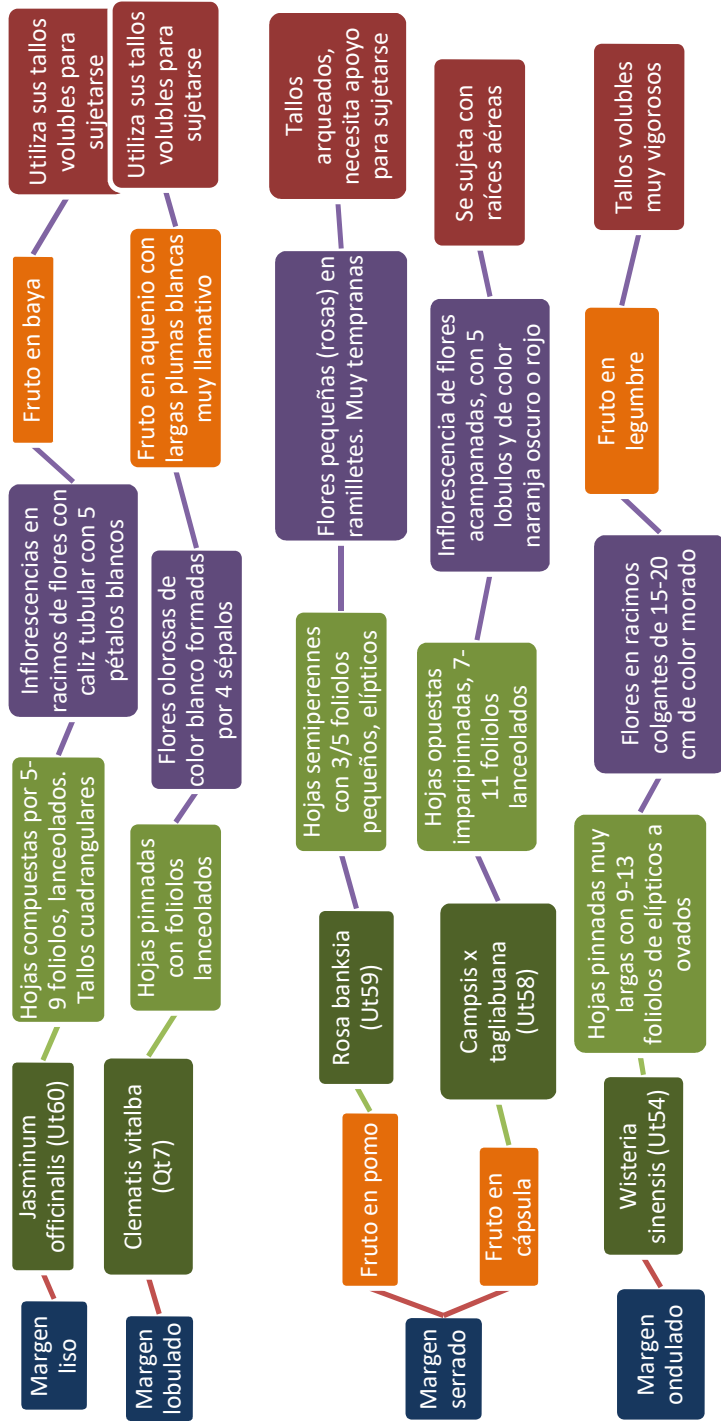 Margen
liso
Jasminum
officinalis (Ut60)
Hojas compuestas por 5-
9 foliolos, lanceolados.
Tallos cuadrangulares
Inflorescencias en
racimos de flores con
caliz tubular con 5
pétalos blancos
Fruto en baya
Utiliza sus tallos
volubles para
sujetarse
Margen
lobulado
Clematis vitalba
(Qt7)
Hojas pinnadas
con foliolos
lanceolados
Flores olorosas de
color blanco formadas
por 4 sépalos
Fruto en aquenio con
largas plumas blancas
muy llamativo
Utiliza sus tallos
volubles para
sujetarse
Margen
serrado
Fruto en pomo
Rosa banksia
(Ut59)
Hojas semiperennes
con 3/5 foliolos
pequeños, elípticos
Flores pequeñas (rosas) en
ramilletes. Muy tempranas
Tallos
arqueados,
necesita apoyo
para sujetarse
Fruto en
cápsula
Campsis x
tagliabuana
(Ut58)
Hojas opuestas
imparipinnadas, 7-
11 foliolos
lanceolados
Inflorescencia de flores
acampanadas, con 5
lobulos y de color
naranja oscuro o rojo
Se sujeta con
raíces aéreas
Margen
ondulado
Wisteria
sinensis (Ut54)
Hojas pinnadas muy
largas con 9-13
foliolos de elípticos a
ovados
Flores en racimos
colgantes de 15-20
cm de color morado
Fruto en
legumbre
Tallos volubles
muy vigorosos